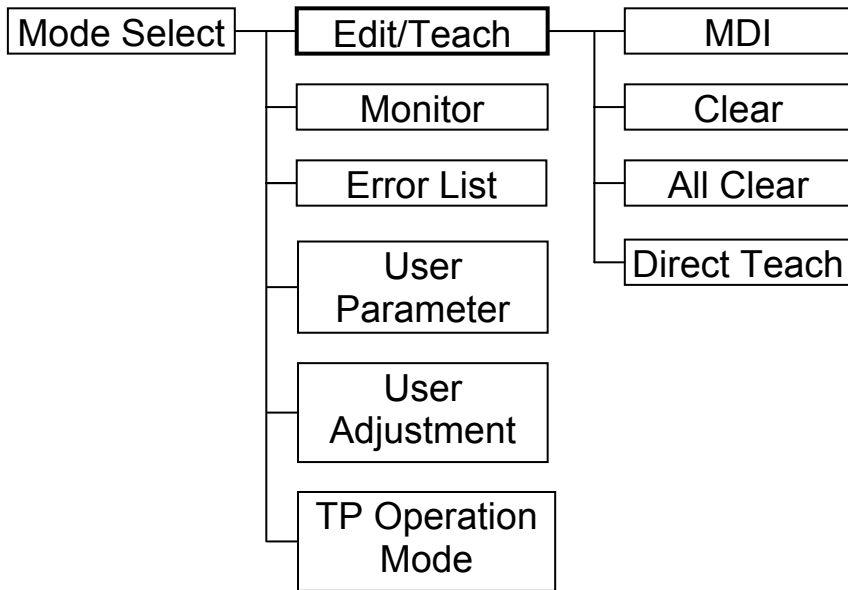 Mode Select
Edit/Teach
MDI
Monitor
Clear
Error List
All Clear
User
Parameter
Direct Teach
User
Adjustment
TP Operation
Mode